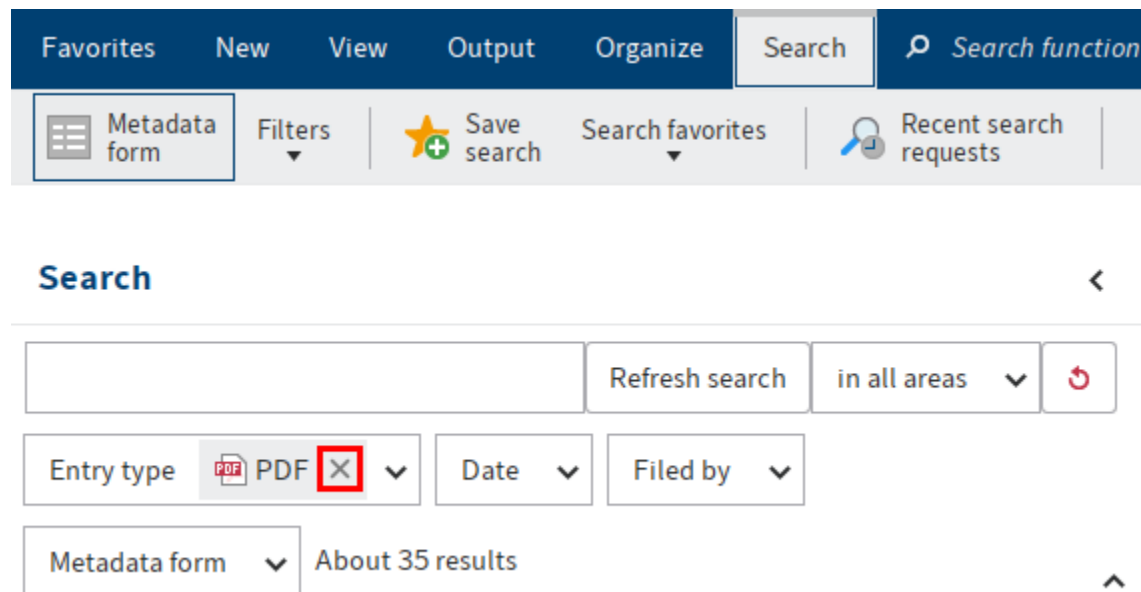 Favorites New View Output Organize Search Search function
Metadata form Filters Save search Search favorites Recent search requests
Search
Refresh search in all areas
Entry type PDF PDF Date Filed by
Metadata form About 35 results